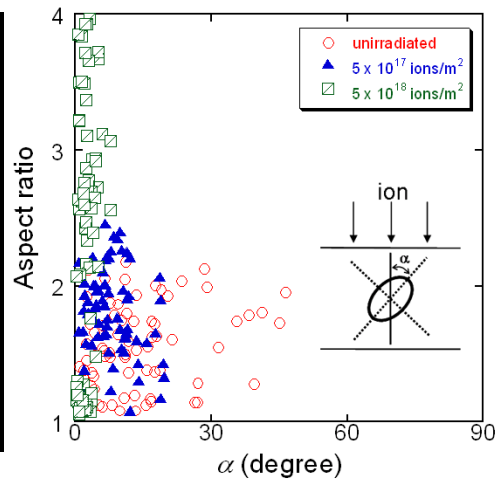 4
3
2
1
Aspect ratio
unirradiated
5 x 10¹⁷ ions/m²
5 x 10¹⁸ ions/m²
ion
α
0
30
60
90
α (degree)